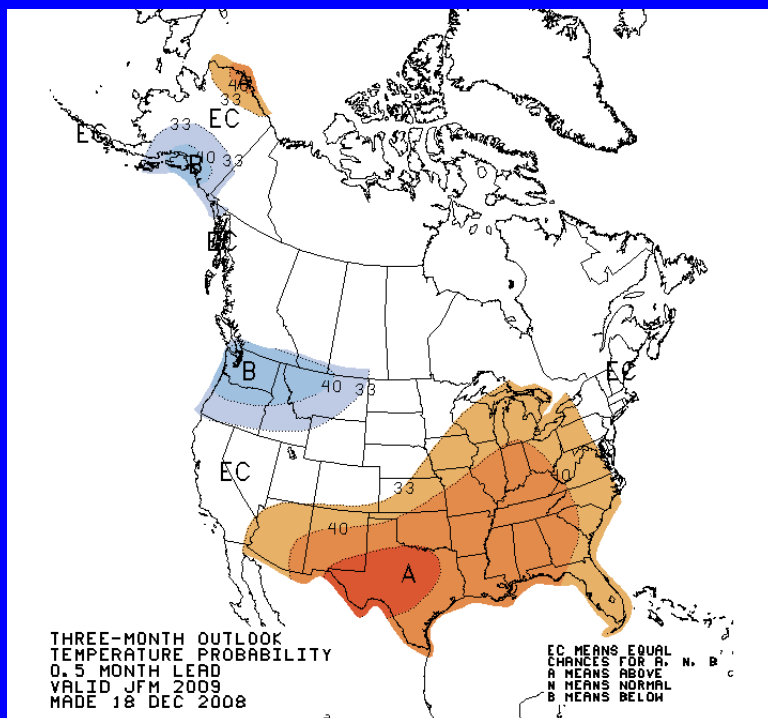 A
40
33
EC
33
EC
40
33
B
EC
B
40
33
EC
EC
33
40
40
A
THREE-MONTH OUTLOOK
TEMPERATURE PROBABILITY
0.5 MONTH LEAD
VALID JFM 2009
MADE 18 DEC 2008
EC MEANS EQUAL
CHANCES FOR A, N, B
A MEANS ABOVE
N MEANS NORMAL
B MEANS BELOW